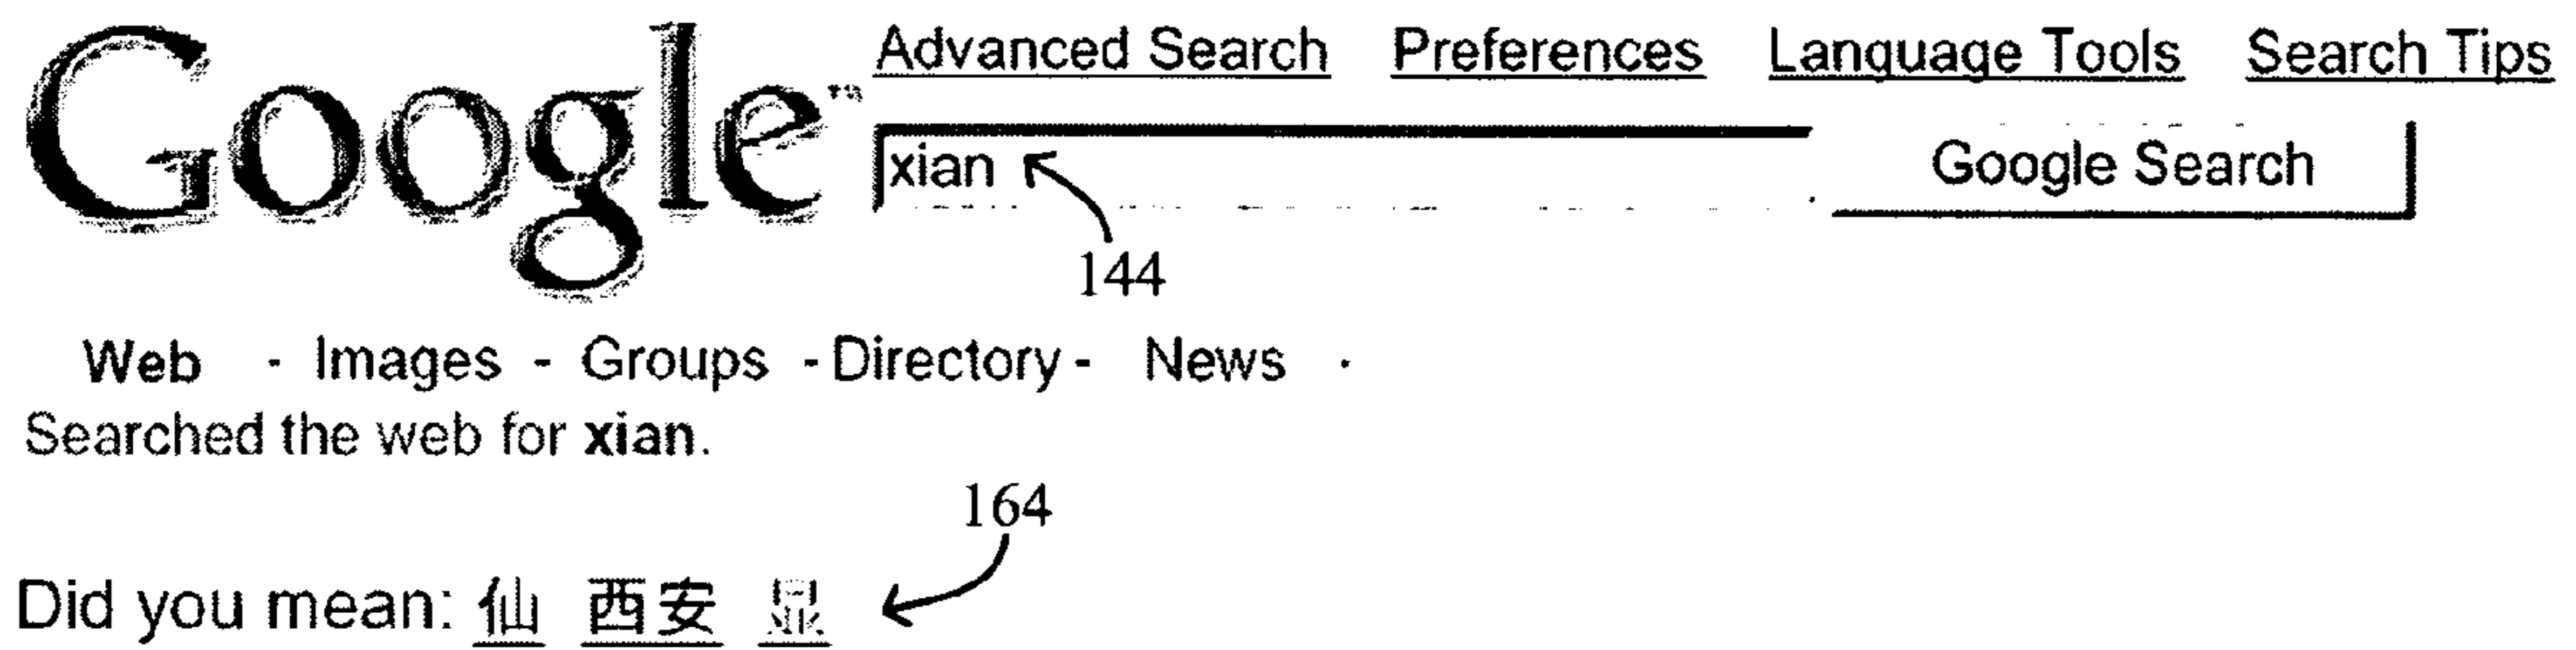 Google™ Advanced Search Preferences Language Tools Search Tips
xian Google Search
144
Web - Images - Groups - Directory - News ·
Searched the web for xian.
164
Did you mean: 仙 西安 显